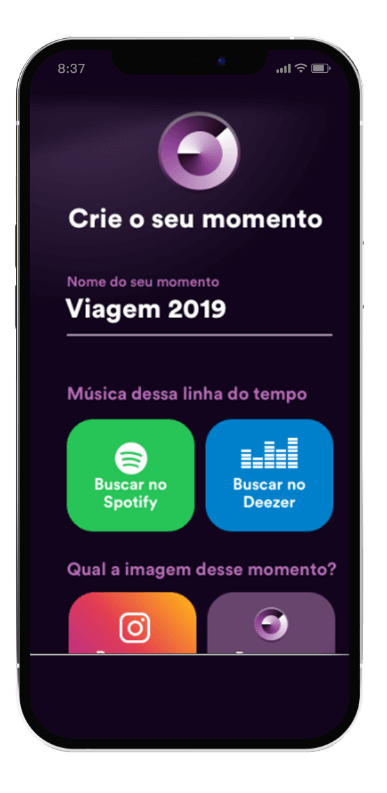 8:37
Crie o seu momento
Nome do seu momento
Viagem 2019
Música dessa linha do tempo
Buscar no
Spotify
Buscar no
Deezer
Qual a imagem desse momento?